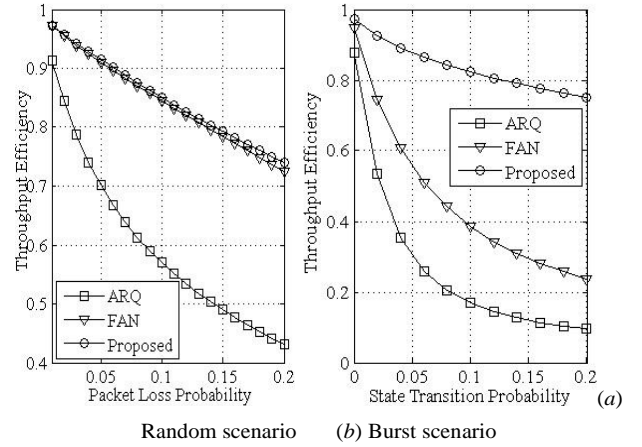 1
0.9
0.8
0.7
0.6
0.5
0.4
Throughput Efficiency
ARQ
FAN
Proposed
0.05
0.1
0.15
0.2
Packet Loss Probability
1
0.8
0.6
0.4
0.2
0
Throughput Efficiency
ARQ
FAN
Proposed
0
0.05
0.1
0.15
0.2
State Transition Probability
(a)
Random scenario (b) Burst scenario